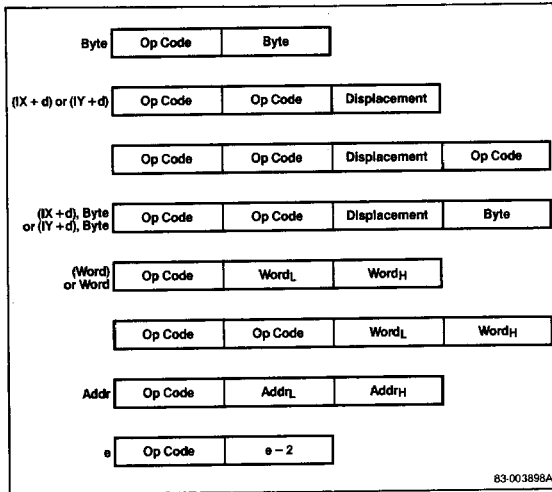 Byte Op Code Byte
(IX + d) or (IY + d) Op Code Op Code Displacement
Op Code Op Code Displacement Op Code
(IX +d), Byte
or (IY +d), Byte Op Code Op Code Displacement Byte
(Word)
or Word Op Code WordL WordH
Op Code Op Code WordL WordH
Addr Op Code AddrL AddrH
e Op Code e – 2
83-003898A